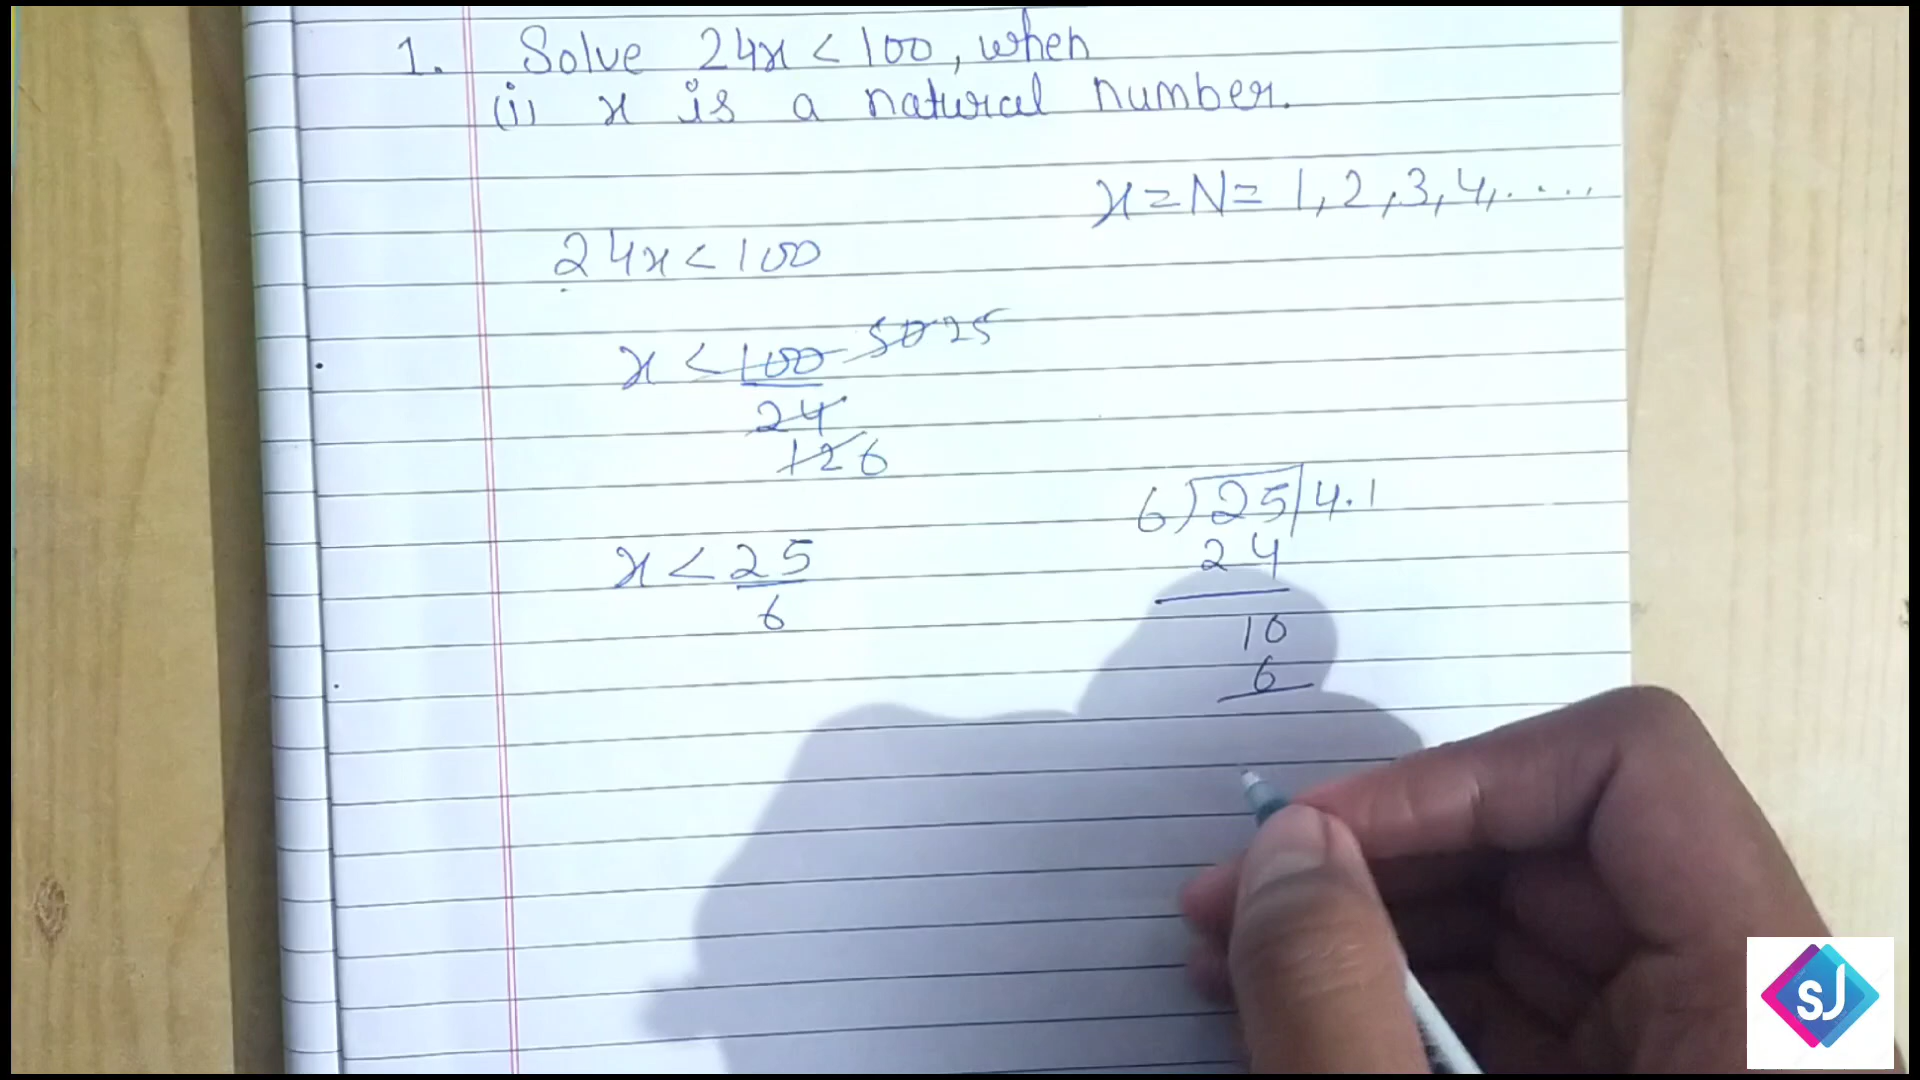 1. Solve 24x < 100, when
(i) x is a natural number.
x = N = 1, 2, 3, 4, .....
24x < 100
x < 100 50 25
24
12 6
6 ) 25 ( 4.1
24
x < 25
6
10
6
SJ